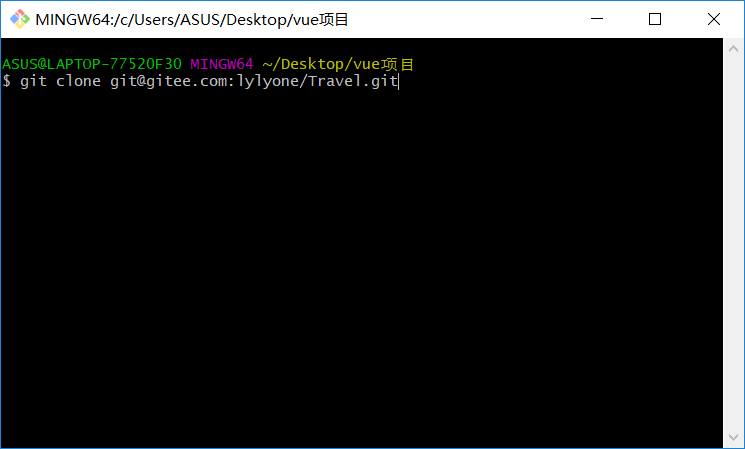 MINGW64:/c/Users/ASUS/Desktop/vue项目
ASUS@LAPTOP-77520F30 MINGW64 ~/Desktop/vue项目
$ git clone git@gitee.com:lylyone/Travel.git